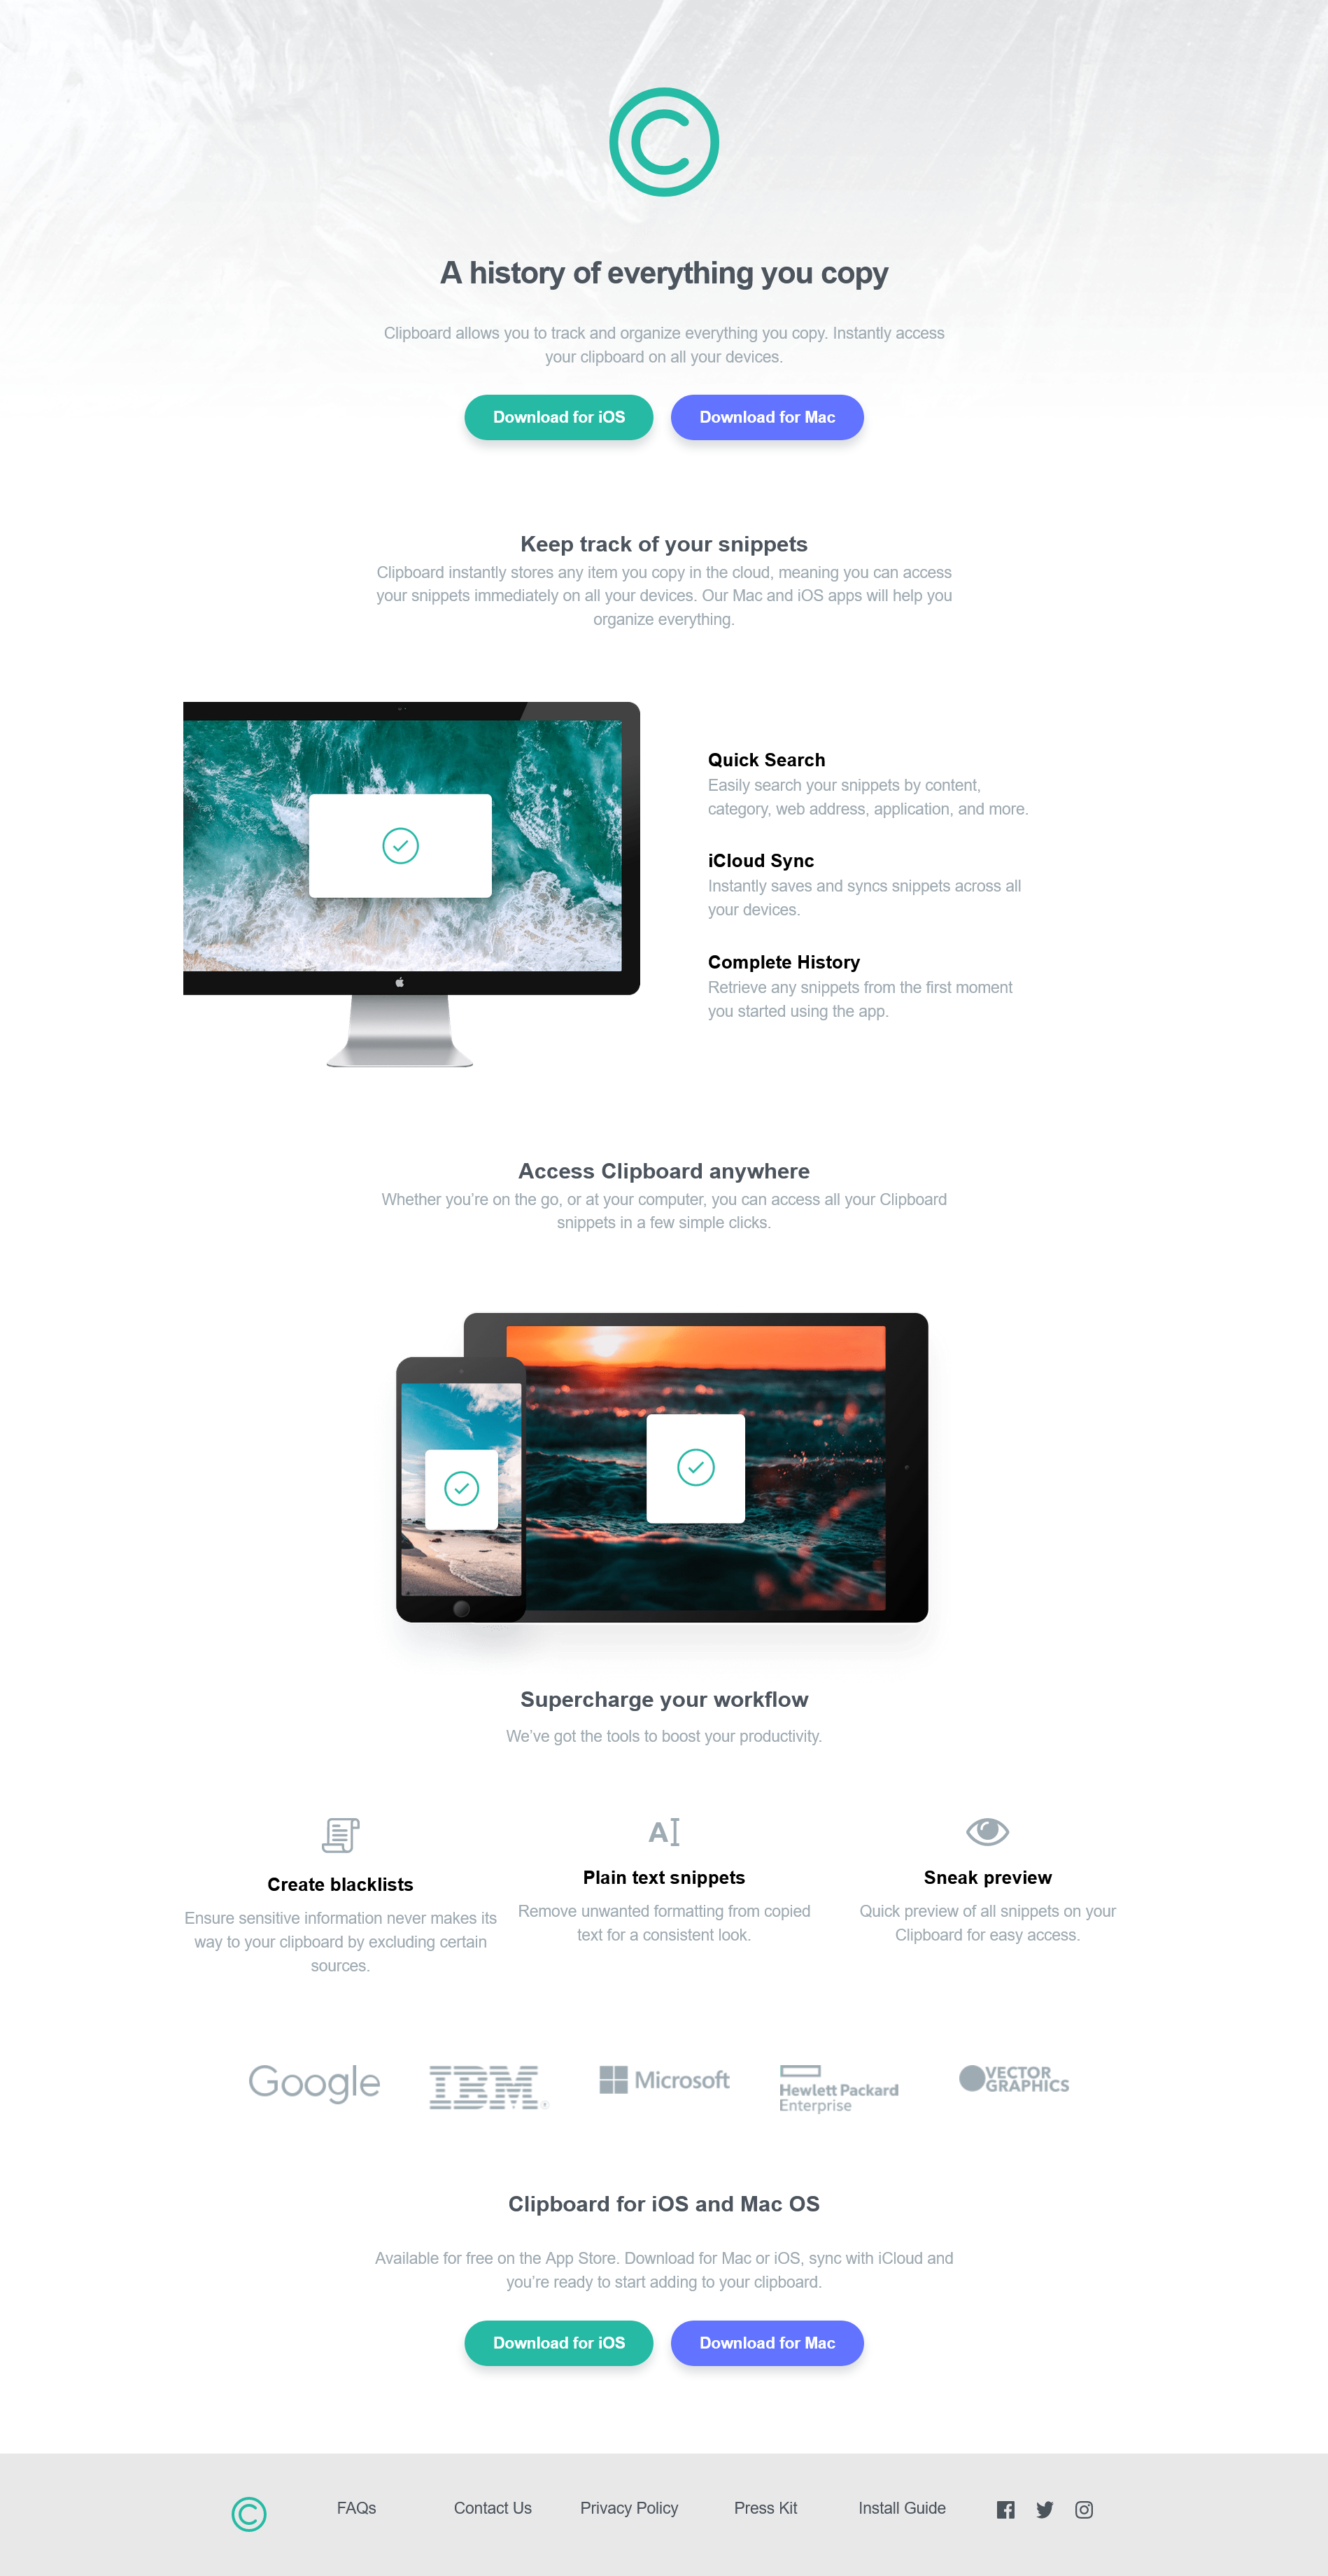 A history of everything you copy
Clipboard allows you to track and organize everything you copy. Instantly access
your clipboard on all your devices.
Download for iOS
Download for Mac
Keep track of your snippets
Clipboard instantly stores any item you copy in the cloud, meaning you can access
your snippets immediately on all your devices. Our Mac and iOS apps will help you
organize everything.
Quick Search
Easily search your snippets by content,
category, web address, application, and more.
iCloud Sync
Instantly saves and syncs snippets across all
your devices.
Complete History
Retrieve any snippets from the first moment
you started using the app.
Access Clipboard anywhere
Whether you’re on the go, or at your computer, you can access all your Clipboard
snippets in a few simple clicks.
Supercharge your workflow
We’ve got the tools to boost your productivity.
Create blacklists
Ensure sensitive information never makes its
way to your clipboard by excluding certain
sources.
Plain text snippets
Remove unwanted formatting from copied
text for a consistent look.
Sneak preview
Quick preview of all snippets on your
Clipboard for easy access.
Google
IBM
Microsoft
Hewlett Packard
Enterprise
VECTOR
GRAPHICS
Clipboard for iOS and Mac OS
Available for free on the App Store. Download for Mac or iOS, sync with iCloud and
you’re ready to start adding to your clipboard.
Download for iOS
Download for Mac
FAQs
Contact Us
Privacy Policy
Press Kit
Install Guide